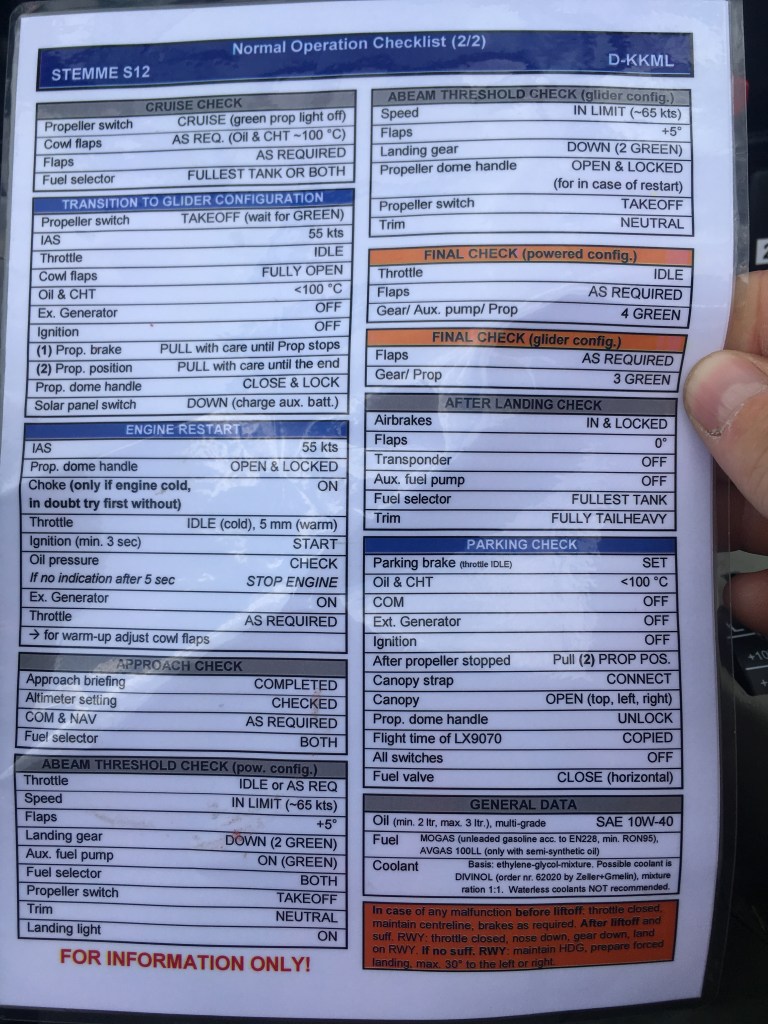 Normal Operation Checklist (2/2)
STEMME S12 D-KKML
CRUISE CHECK
Propeller switch CRUISE (green prop light off)
Cowl flaps AS REQ. (Oil & CHT ~100 °C)
Flaps AS REQUIRED
Fuel selector FULLEST TANK OR BOTH
TRANSITION TO GLIDER CONFIGURATION
Propeller switch TAKEOFF (wait for GREEN)
IAS 55 kts
Throttle IDLE
Cowl flaps FULLY OPEN
Oil & CHT <100 °C
Ex. Generator OFF
Ignition OFF
(1) Prop. brake PULL with care until Prop stops
(2) Prop. position PULL with care until the end
Prop. dome handle CLOSE & LOCK
Solar panel switch DOWN (charge aux. batt.)
ENGINE RESTART
IAS 55 kts
Prop. dome handle OPEN & LOCKED
Choke (only if engine cold, ON
in doubt try first without)
Throttle IDLE (cold), 5 mm (warm)
Ignition (min. 3 sec) START
Oil pressure CHECK
If no indication after 5 sec STOP ENGINE
Ex. Generator ON
Throttle AS REQUIRED
→ for warm-up adjust cowl flaps
APPROACH CHECK
Approach briefing COMPLETED
Altimeter setting CHECKED
COM & NAV AS REQUIRED
Fuel selector BOTH
ABEAM THRESHOLD CHECK (pow. config.)
Throttle IDLE or AS REQ
Speed IN LIMIT (~65 kts)
Flaps +5°
Landing gear DOWN (2 GREEN)
Aux. fuel pump ON (GREEN)
Fuel selector BOTH
Propeller switch TAKEOFF
Trim NEUTRAL
Landing light ON
FOR INFORMATION ONLY!
ABEAM THRESHOLD CHECK (glider config.)
Speed IN LIMIT (~65 kts)
Flaps +5°
Landing gear DOWN (2 GREEN)
Propeller dome handle OPEN & LOCKED
(for in case of restart)
Propeller switch TAKEOFF
Trim NEUTRAL
FINAL CHECK (powered config.)
Throttle IDLE
Flaps AS REQUIRED
Gear/ Aux. pump/ Prop 4 GREEN
FINAL CHECK (glider config.)
Flaps AS REQUIRED
Gear/ Prop 3 GREEN
AFTER LANDING CHECK
Airbrakes IN & LOCKED
Flaps 0°
Transponder OFF
Aux. fuel pump OFF
Fuel selector FULLEST TANK
Trim FULLY TAILHEAVY
PARKING CHECK
Parking brake (throttle IDLE) SET
Oil & CHT <100 °C
COM OFF
Ext. Generator OFF
Ignition OFF
After propeller stopped Pull (2) PROP POS.
Canopy strap CONNECT
Canopy OPEN (top, left, right)
Prop. dome handle UNLOCK
Flight time of LX9070 COPIED
All switches OFF
Fuel valve CLOSE (horizontal)
GENERAL DATA
Oil (min. 2 ltr, max. 3 ltr.), multi-grade SAE 10W-40
Fuel MOGAS (unleaded gasoline acc. to EN228, min. RON95),
AVGAS 100LL (only with semi-synthetic oil)
Coolant Basis: ethylene-glycol-mixture. Possible coolant is
DIVINOL (order nr. 62020 by Zeller+Gmelin), mixture
ration 1:1. Waterless coolants NOT recommended.
In case of any malfunction before liftoff: throttle closed,
maintain centreline, brakes as required. After liftoff and
suff. RWY: throttle closed, nose down, gear down, land
on RWY. If no suff. RWY: maintain HDG, prepare forced
landing, max. 30° to the left or right.